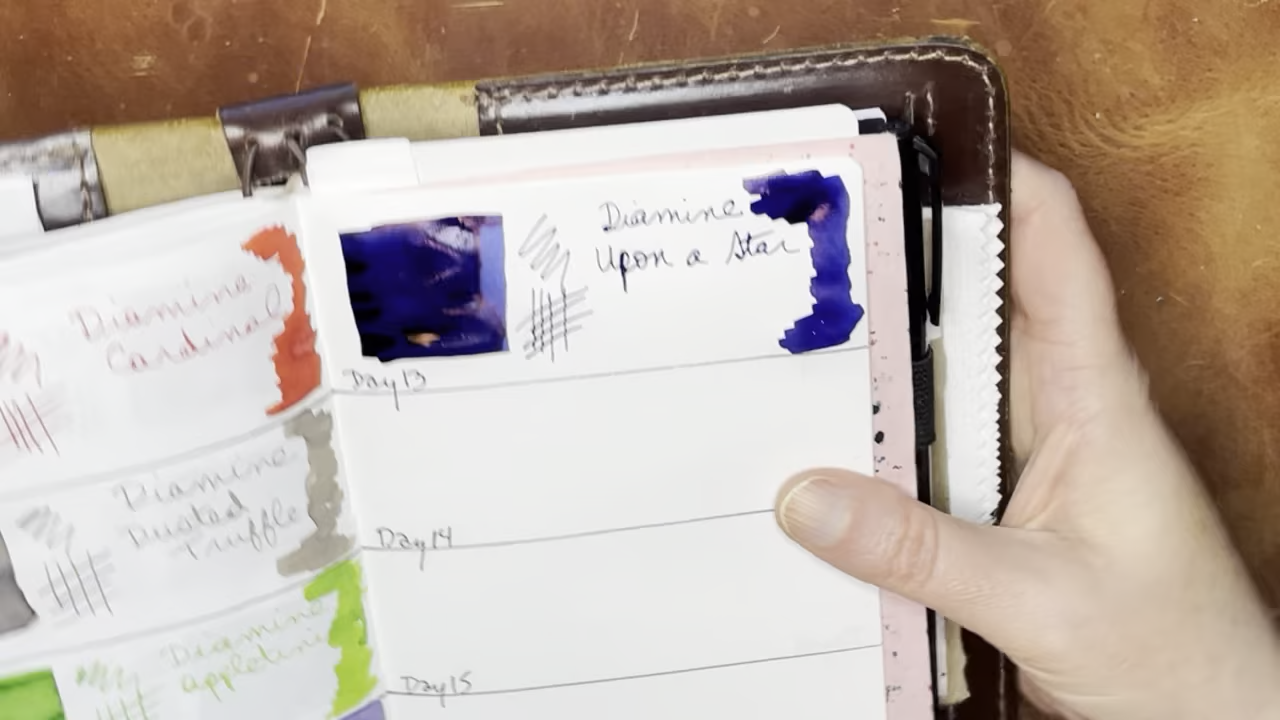 Diamine
Cardinal
Diamine
Dusted
Truffle
Diamine
appletini
Diamine
Upon a Star
Day 13
Day 14
Day 15